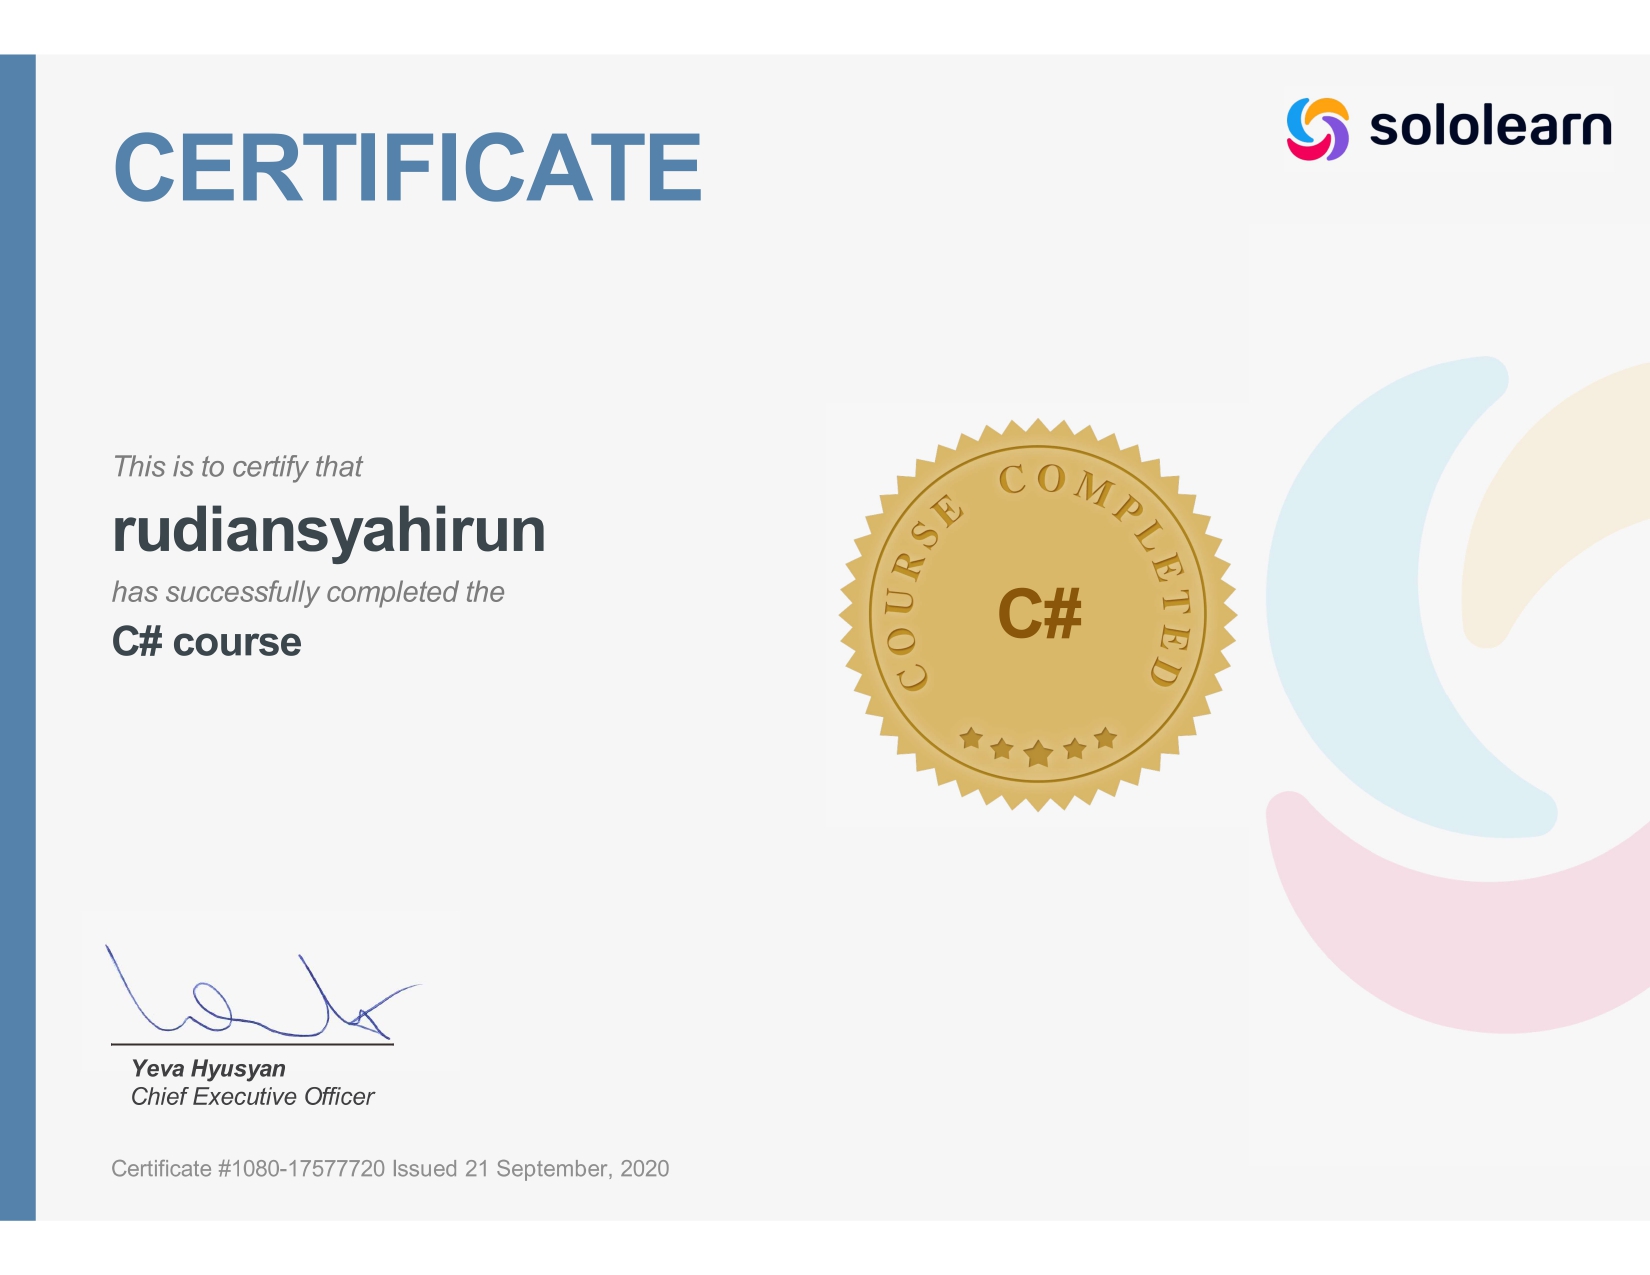 CERTIFICATE
sololearn
This is to certify that
rudiansyahirun
has successfully completed the
C# course
COURSE COMPLETED
C#
Yeva Hyusyan
Chief Executive Officer
Certificate #1080-17577720 Issued 21 September, 2020